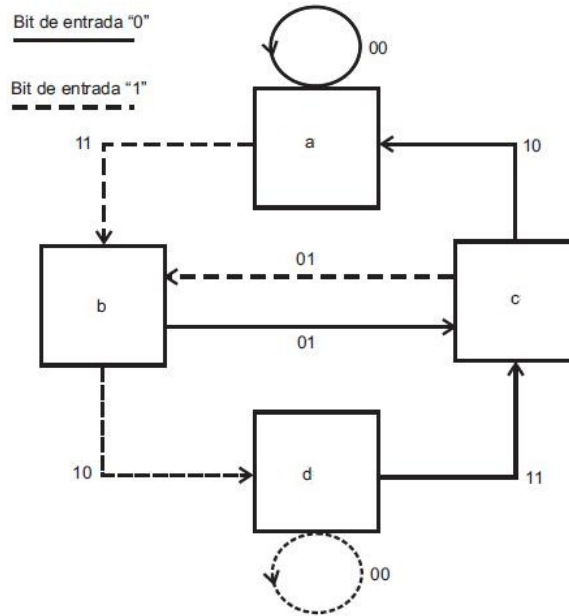 Bit de entrada “0”
00
Bit de entrada “1”
11
a
10
01
b
c
01
d
10
11
00